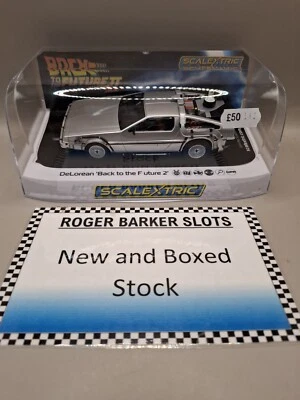 BACK
TO FUTURE II
SCALEXTRIC
£50
DeLorean 'Back to the Future 2'
SCALEXTRIC
ROGER BARKER SLOTS
New and Boxed
Stock